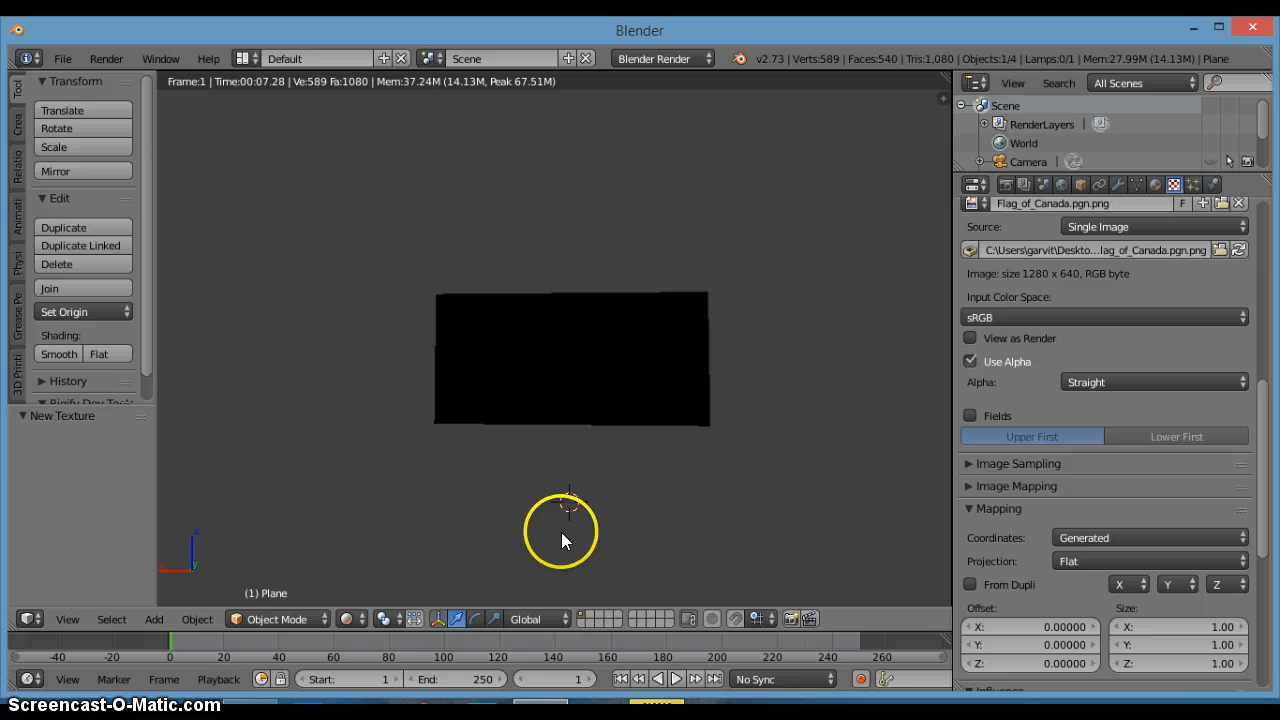 Blender
File Render Window Help Default Scene Blender Render v2.73 | Verts:589 | Faces:540 | Tris:1,080 | Objects:1/4 | Lamps:0/1 | Mem:27.99M (14.13M) | Plane
Frame:1 | Time:00:07.28 | Ve:589 Fa:1080 | Mem:37.24M (14.13M, Peak 67.51M)
Tool
Crea
Relatio
Animati
Physi
Grease Pe
3D Printi
Transform
Translate
Rotate
Scale
Mirror
Edit
Duplicate
Duplicate Linked
Delete
Join
Set Origin
Shading:
Smooth Flat
History
New Texture
z
x
y
(1) Plane
View Search All Scenes
Scene
RenderLayers |
World
Camera |
Flag_of_Canada.pgn.png F
Source: Single Image
C:\Users\garvit\Deskto...lag_of_Canada.pgn.png
Image: size 1280 x 640, RGB byte
Input Color Space:
sRGB
View as Render
Use Alpha
Alpha: Straight
Fields
Upper First Lower First
Image Sampling
Image Mapping
Mapping
Coordinates: Generated
Projection: Flat
From Dupli X Y Z
Offset: Size:
X: 0.00000 X: 1.00
Y: 0.00000 Y: 1.00
Z: 0.00000 Z: 1.00
View Select Add Object Object Mode Global
-40 -20 0 20 40 60 80 100 120 140 160 180 200 220 240 260
View Marker Frame Playback Start: 1 End: 250 1 No Sync
Screencast-O-Matic.com